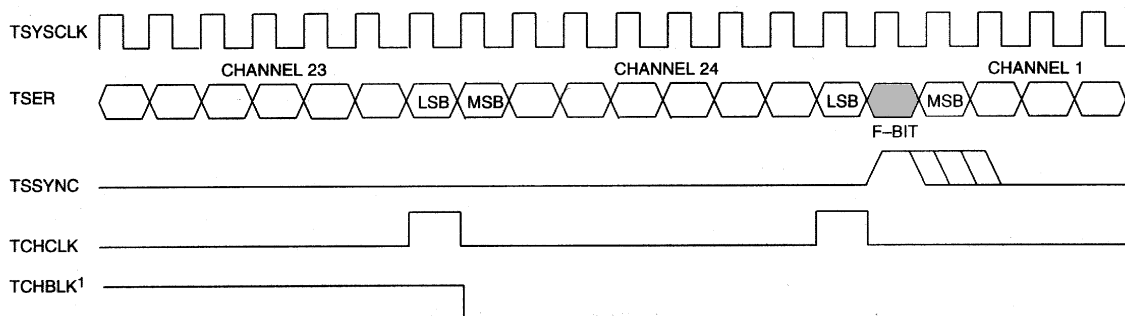 TSYSCLK
CHANNEL 23 CHANNEL 24 CHANNEL 1
TSER LSB MSB LSB MSB
F–BIT
TSSYNC
TCHCLK
TCHBLK1